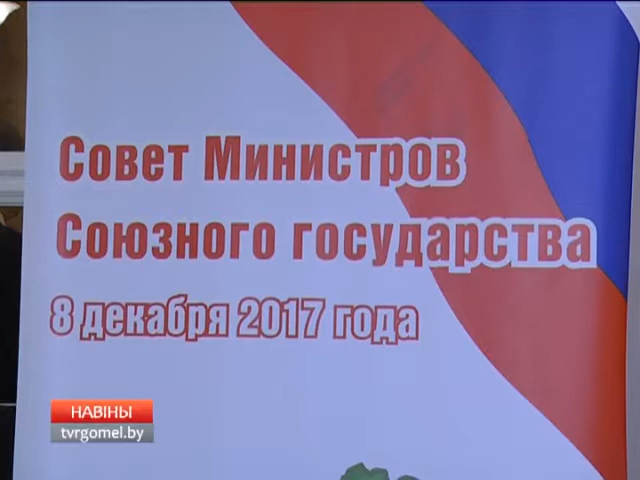 Совет Министров
Союзного государства
8 декабря 2017 года
НАВІНЫ
tvrgomel.by